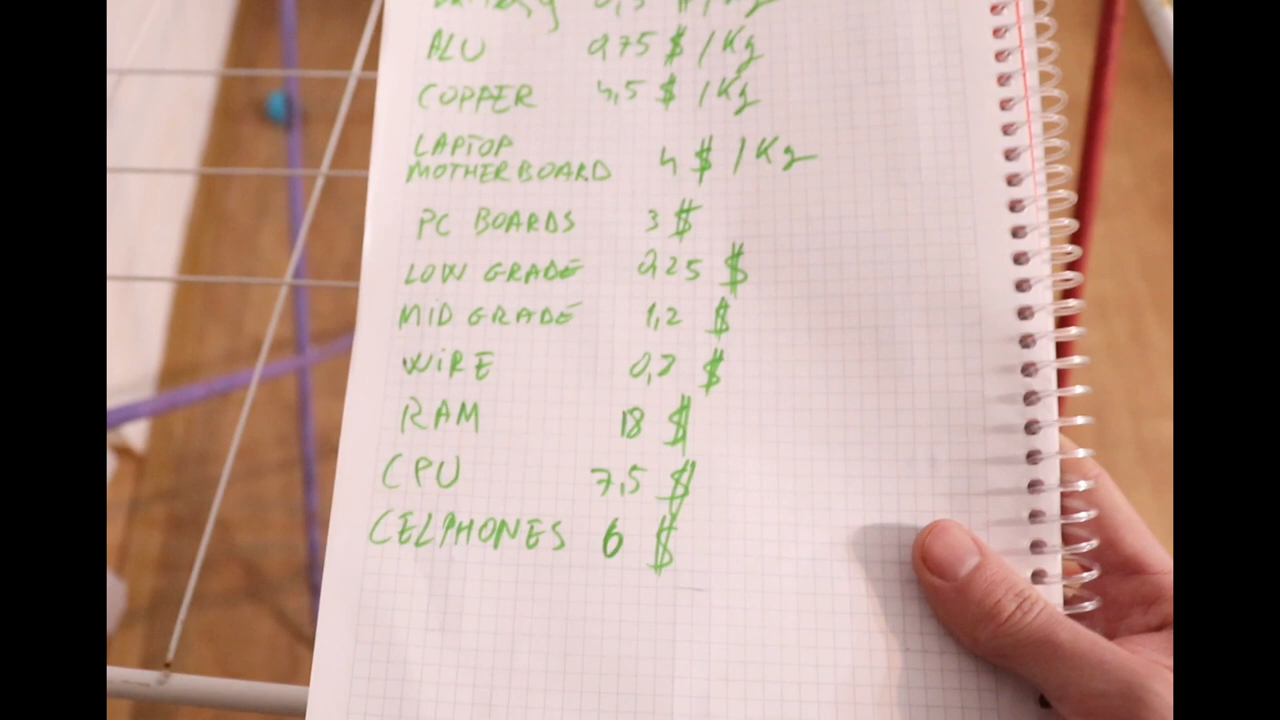 ALU 0,75 $ /Kg
COPPER 4,5 $ /Kg
LAPTOP
MOTHERBOARD 4 $ /Kg
PC BOARDS 3 $
LOW GRADE 0,25 $
MID GRADE 1,2 $
WiRE 0,7 $
RAM 18 $
CPU 7,5 $
CELPHONES 6 $